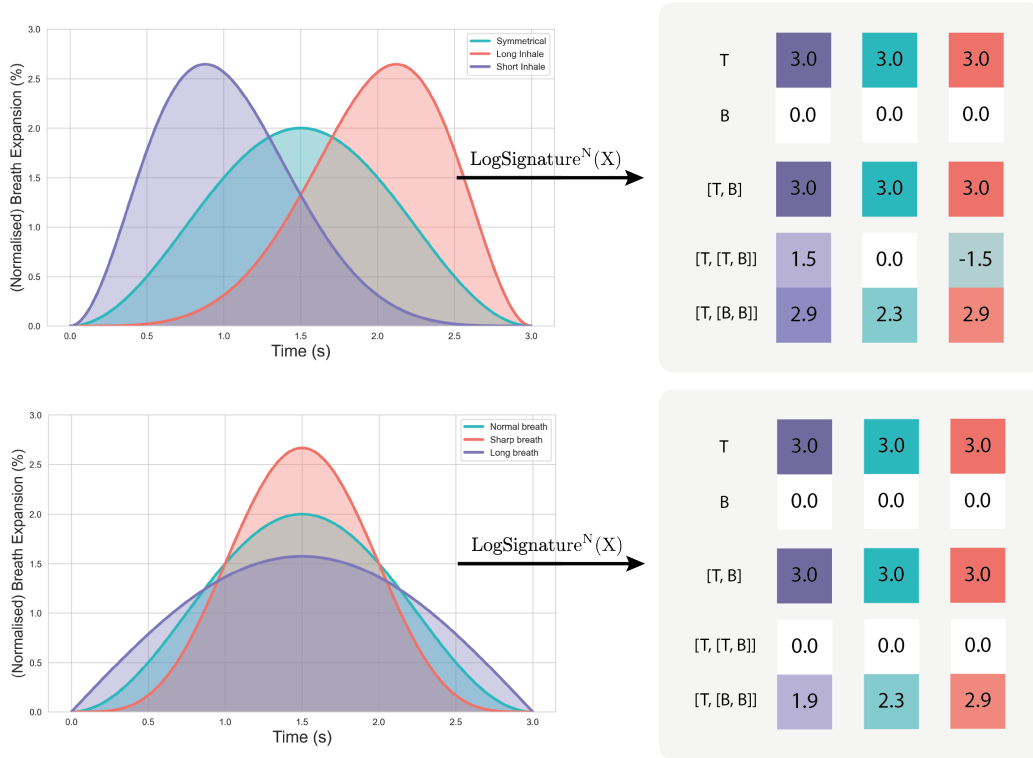 3.0
2.5
2.0
1.5
1.0
0.5
0.0
(Normalised) Breath Expansion (%)
Symmetrical
Long Inhale
Short Inhale
0.0 0.5 1.0 1.5 2.0 2.5 3.0
Time (s)
LogSignatureᴺ(X)
T 3.0 3.0 3.0
B 0.0 0.0 0.0
[T, B] 3.0 3.0 3.0
[T, [T, B]] 1.5 0.0 -1.5
[T, [B, B]] 2.9 2.3 2.9
3.0
2.5
2.0
1.5
1.0
0.5
0.0
(Normalised) Breath Expansion (%)
Normal breath
Sharp breath
Long breath
0.0 0.5 1.0 1.5 2.0 2.5 3.0
Time (s)
LogSignatureᴺ(X)
T 3.0 3.0 3.0
B 0.0 0.0 0.0
[T, B] 3.0 3.0 3.0
[T, [T, B]] 0.0 0.0 0.0
[T, [B, B]] 1.9 2.3 2.9